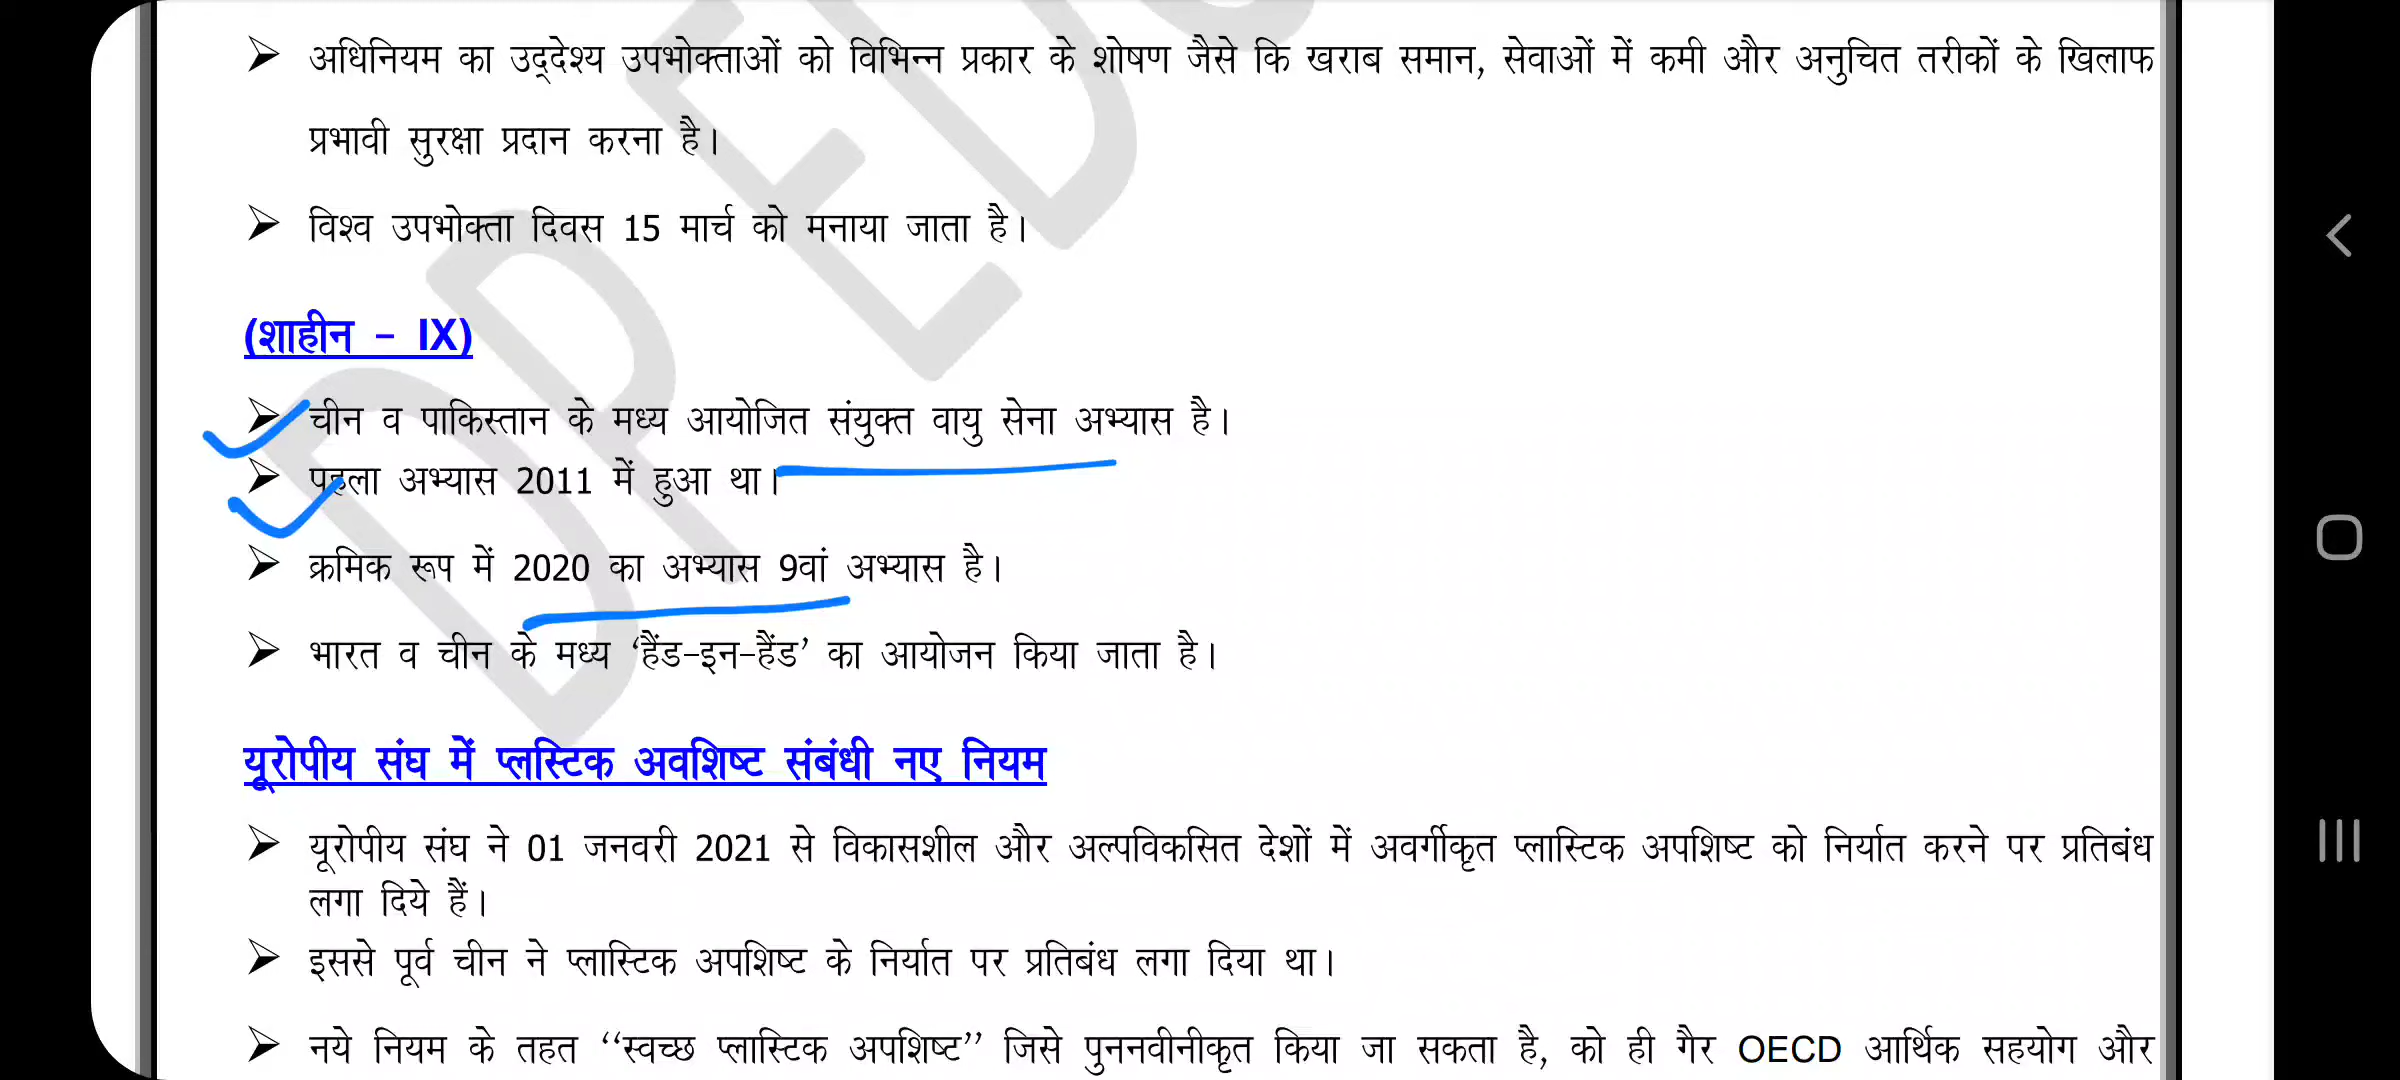 ➢ अधिनियम का उद्देश्य उपभोक्ताओं को विभिन्न प्रकार के शोषण जैसे कि खराब समान, सेवाओं में कमी और अनुचित तरीकों के खिलाफ
प्रभावी सुरक्षा प्रदान करना है।
➢ विश्व उपभोक्ता दिवस 15 मार्च को मनाया जाता है।
(शाहीन – IX)
➢ चीन व पाकिस्तान के मध्य आयोजित संयुक्त वायु सेना अभ्यास है।
➢ पहला अभ्यास 2011 में हुआ था।
➢ क्रमिक रूप में 2020 का अभ्यास 9वां अभ्यास है।
➢ भारत व चीन के मध्य ‘हैंड-इन-हैंड’ का आयोजन किया जाता है।
यूरोपीय संघ में प्लस्टिक अवशिष्ट संबंधी नए नियम
➢ यूरोपीय संघ ने 01 जनवरी 2021 से विकासशील और अल्पविकसित देशों में अवर्गीकृत प्लास्टिक अपशिष्ट को निर्यात करने पर प्रतिबंध
लगा दिये हैं।
➢ इससे पूर्व चीन ने प्लास्टिक अपशिष्ट के निर्यात पर प्रतिबंध लगा दिया था।
➢ नये नियम के तहत ‘‘स्वच्छ प्लास्टिक अपशिष्ट’’ जिसे पुननवीनीकृत किया जा सकता है, को ही गैर OECD आर्थिक सहयोग और